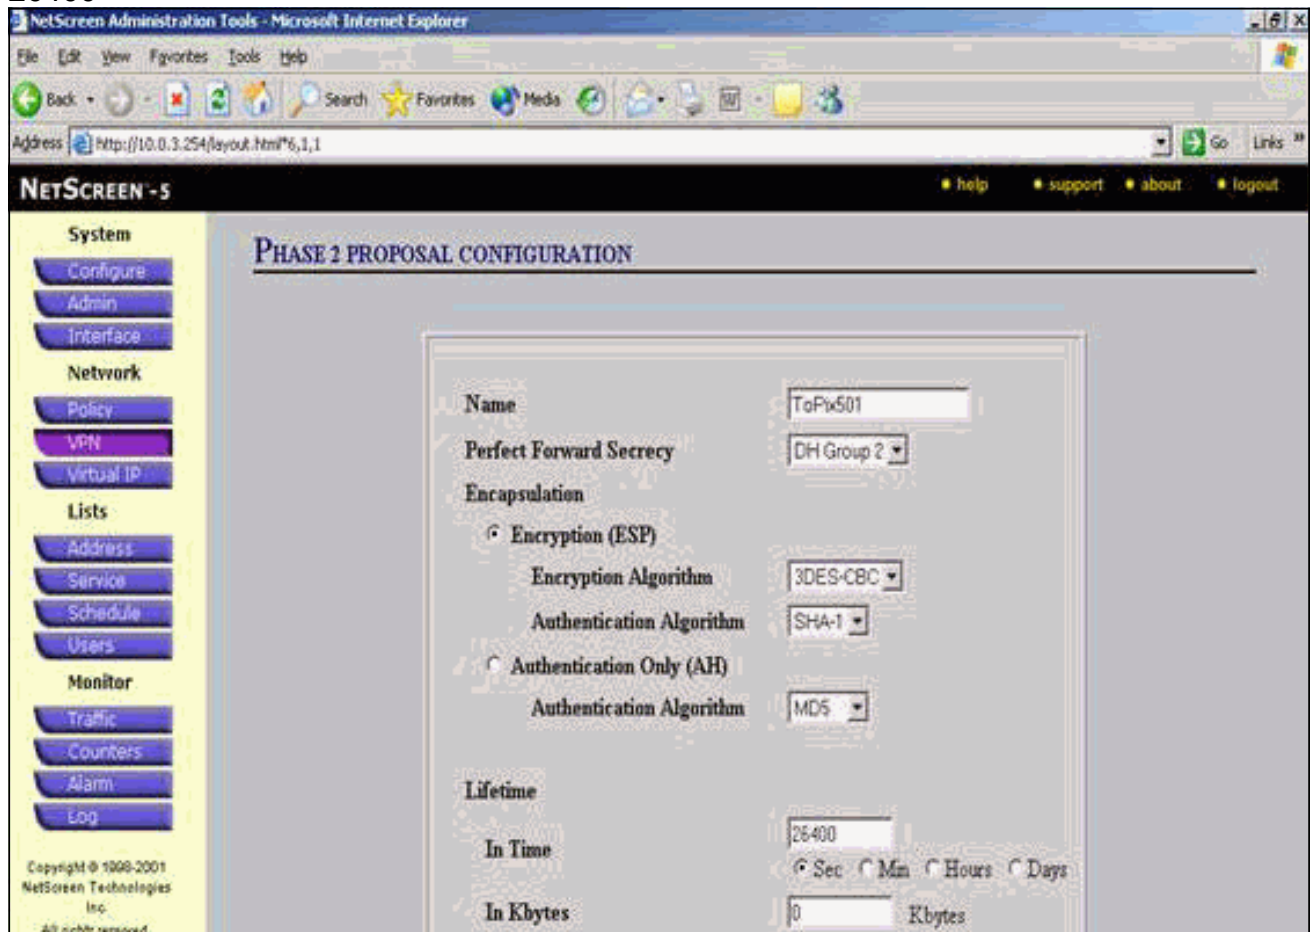 NetScreen Administration Tools - Microsoft Internet Explorer
File Edit View Favorites Tools Help
Back Search Favorites Media
Address http://10.0.3.254/layout.html*6,1,1 Go Links »
NETSCREEN-5 help support about logout
System
Configure
Admin
Interface
Network
Policy
VPN
Virtual IP
Lists
Address
Service
Schedule
Users
Monitor
Traffic
Counters
Alarm
Log
Copyright © 1998-2001
NetScreen Technologies
Inc.
All rights reserved
PHASE 2 PROPOSAL CONFIGURATION
Name ToPix501
Perfect Forward Secrecy DH Group 2
Encapsulation
Encryption (ESP)
Encryption Algorithm 3DES-CBC
Authentication Algorithm SHA-1
Authentication Only (AH)
Authentication Algorithm MD5
Lifetime
In Time 26400
Sec Min Hours Days
In Kbytes 0 Kbytes